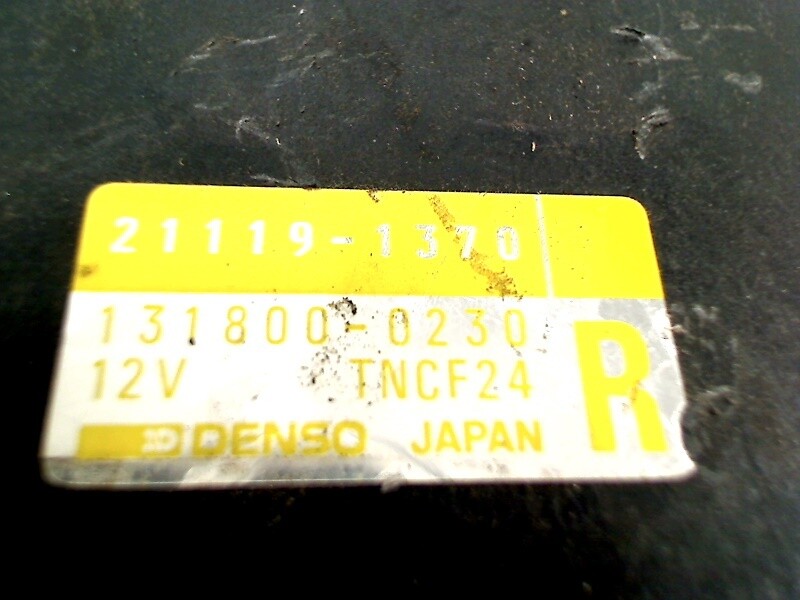 21119-1370
131800-0230
12V TNCF24
R
DENSO JAPAN